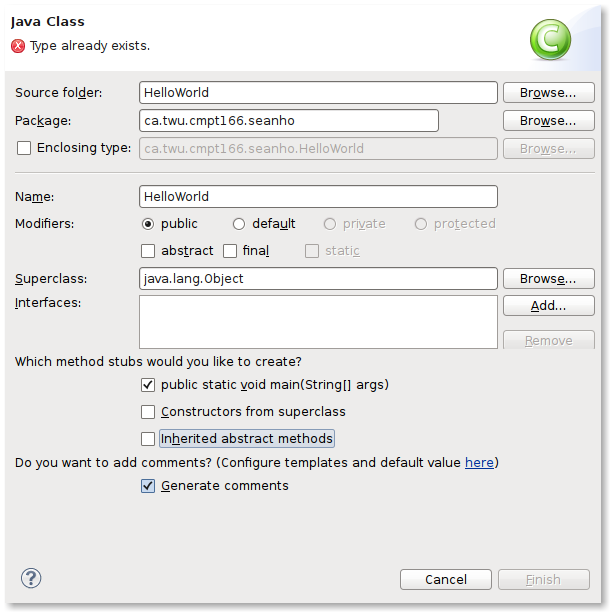 Java Class
Type already exists.
Source folder: HelloWorld Browse...
Package: ca.twu.cmpt166.seanho Browse...
Enclosing type: ca.twu.cmpt166.seanho.HelloWorld Browse...
Name: HelloWorld
Modifiers: public default private protected
abstract final static
Superclass: java.lang.Object Browse...
Interfaces: Add...
Remove
Which method stubs would you like to create?
public static void main(String[] args)
Constructors from superclass
Inherited abstract methods
Do you want to add comments? (Configure templates and default value here)
Generate comments
? Cancel Finish